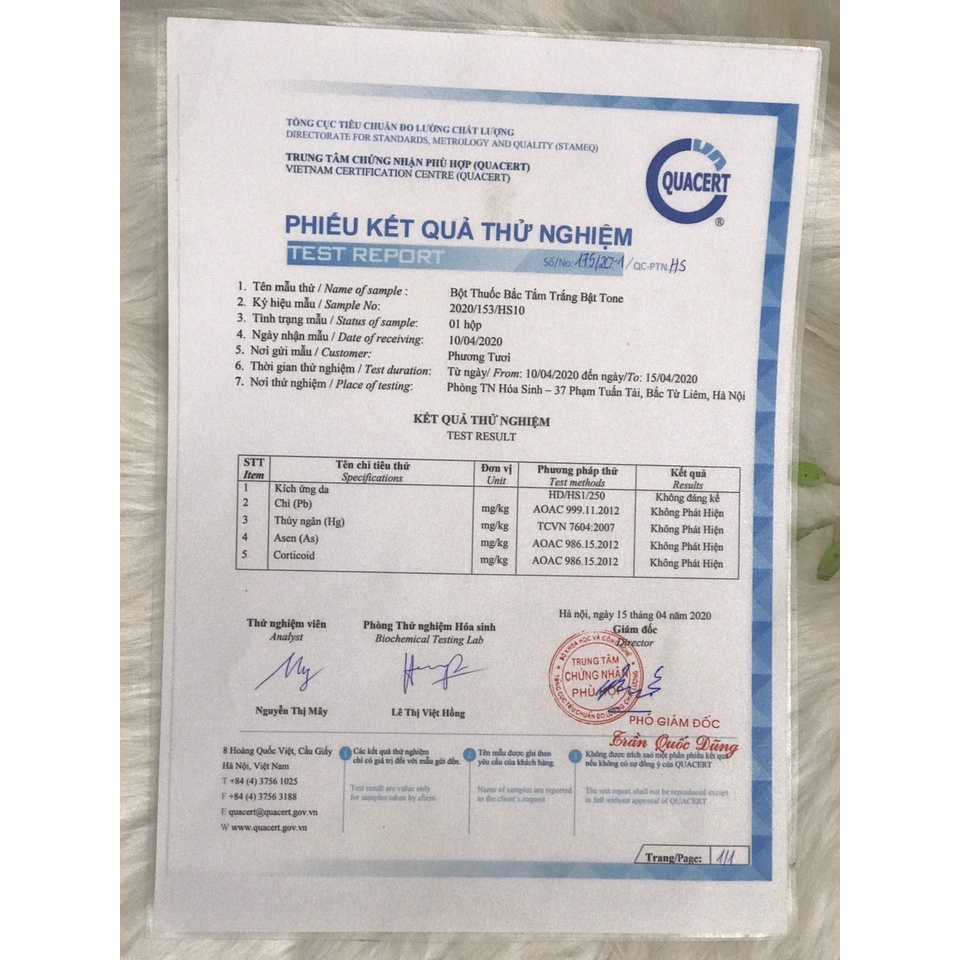 TỔNG CỤC TIÊU CHUẨN ĐO LƯỜNG CHẤT LƯỢNG
DIRECTORATE FOR STANDARDS, METROLOGY AND QUALITY (STAMEQ)
TRUNG TÂM CHỨNG NHẬN PHÙ HỢP (QUACERT)
VIETNAM CERTIFICATION CENTRE (QUACERT)
QUACERT
®
PHIẾU KẾT QUẢ THỬ NGHIỆM
TEST REPORT
Số/No: 175/20-1 / QC-PTN.HS
1. Tên mẫu thử / Name of sample : Bột Thuốc Bắc Tắm Trắng Bật Tone
2. Ký hiệu mẫu / Sample No: 2020/153/HS10
3. Tình trạng mẫu / Status of sample: 01 hộp
4. Ngày nhận mẫu / Date of receiving: 10/04/2020
5. Nơi gửi mẫu / Customer: Phương Tươi
6. Thời gian thử nghiệm / Test duration: Từ ngày/ From: 10/04/2020 đến ngày/To: 15/04/2020
7. Nơi thử nghiệm / Place of testing: Phòng TN Hóa Sinh – 37 Phạm Tuấn Tài, Bắc Từ Liêm, Hà Nội
KẾT QUẢ THỬ NGHIỆM
TEST RESULT
STT Tên chỉ tiêu thử Đơn vị Phương pháp thử Kết quả
Item Specifications Unit Test methods Results
1 Kích ứng da HD/HS1/250 Không đáng kể
2 Chì (Pb) mg/kg AOAC 999.11.2012 Không Phát Hiện
3 Thủy ngân (Hg) mg/kg TCVN 7604:2007 Không Phát Hiện
4 Asen (As) mg/kg AOAC 986.15.2012 Không Phát Hiện
5 Corticoid mg/kg AOAC 986.15.2012 Không Phát Hiện
Hà Nội, ngày 15 tháng 04 năm 2020
Thử nghiệm viên Phòng Thử nghiệm Hóa sinh Giám đốc
Analyst Biochemical Testing Lab Director
BỘ KHOA HỌC VÀ CÔNG NGHỆ
TRUNG TÂM
CHỨNG NHẬN
PHÙ HỢP
TỔNG CỤC TIÊU CHUẨN ĐO LƯỜNG CHẤT LƯỢNG
Nguyễn Thị Mây Lê Thị Việt Hồng
PHÓ GIÁM ĐỐC
Trần Quốc Dũng
8 Hoàng Quốc Việt, Cầu Giấy
Hà Nội, Việt Nam
T +84 (4) 3756 1025
F +84 (4) 3756 3188
E quacert@quacert.gov.vn
W www.quacert.gov.vn
1 Các kết quả thử nghiệm
chỉ có giá trị đối với mẫu gửi đến.
Test result are value only
for samples taken by client.
2 Tên mẫu được ghi theo
yêu cầu của khách hàng.
Name of samples are reported
as the client's request
3 Không được trích sao một phần phiếu kết quả
nếu không có sự đồng ý của QUACERT
The test report shall not be reproduced except
in full without approval of QUACERT
Trang/Page: 1/1